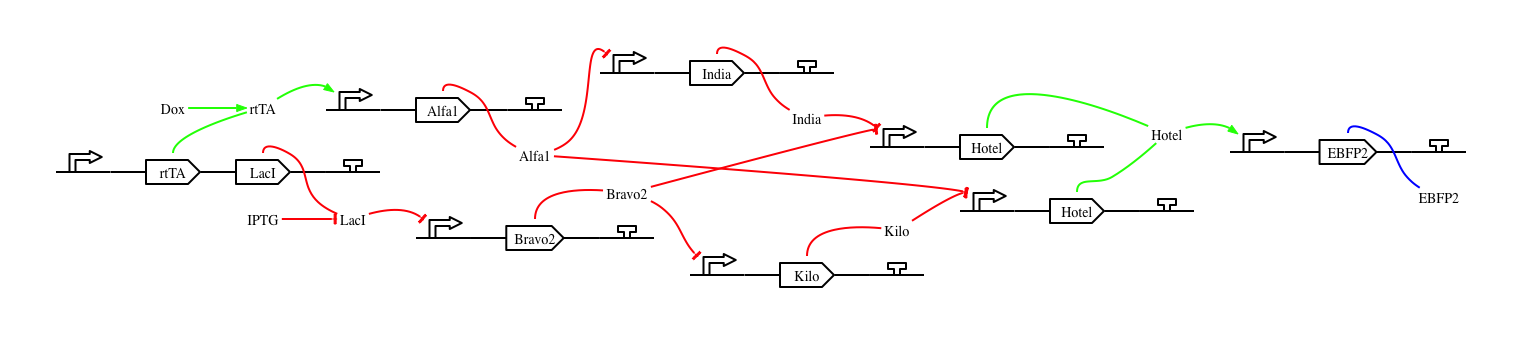 India
Dox
rtTA
Alfa1
India
Hotel
Hotel
Alfa1
EBFP2
rtTA
LacI
Bravo2
EBFP2
Hotel
IPTG
LacI
Kilo
Bravo2
Kilo